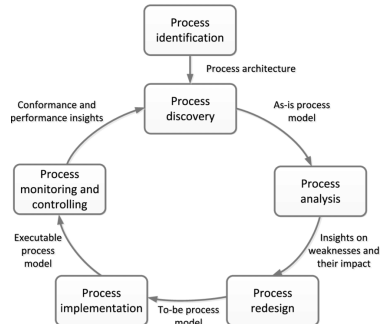 Process
identification
Process architecture
Process
discovery
As-is process
model
Process
analysis
Insights on
weaknesses and
their impact
Process
redesign
To-be process
model
Process
implementation
Executable
process
model
Process
monitoring and
controlling
Conformance and
performance insights